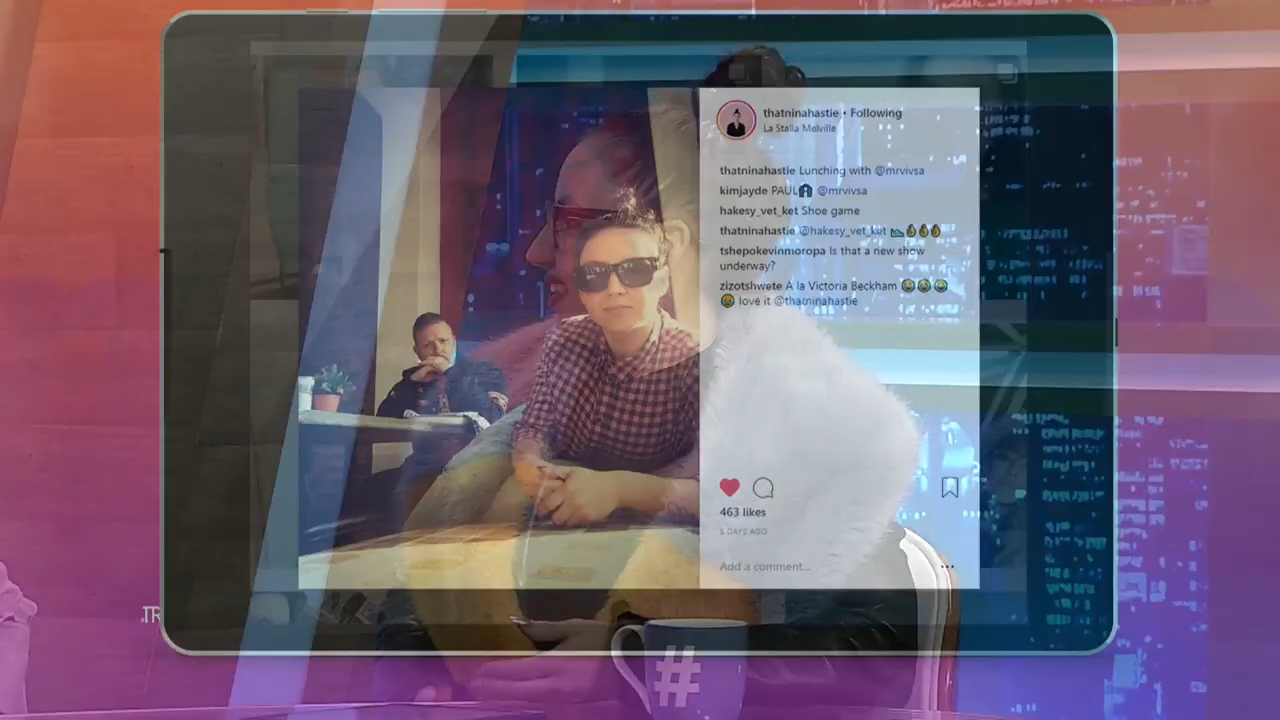 thatninahastie • Following
La Stalla Melville
thatninahastie Lunching with @mrvivsa
kimjayde PAUL @mrvivsa
hakesy_vet_ket Shoe game
thatninahastie @hakesy_vet_ket
tshepokevinmoropa Is that a new show
underway?
zizotshwete A la Victoria Beckham
love it @thatninahastie
463 likes
5 DAYS AGO
Add a comment...
.TR
#